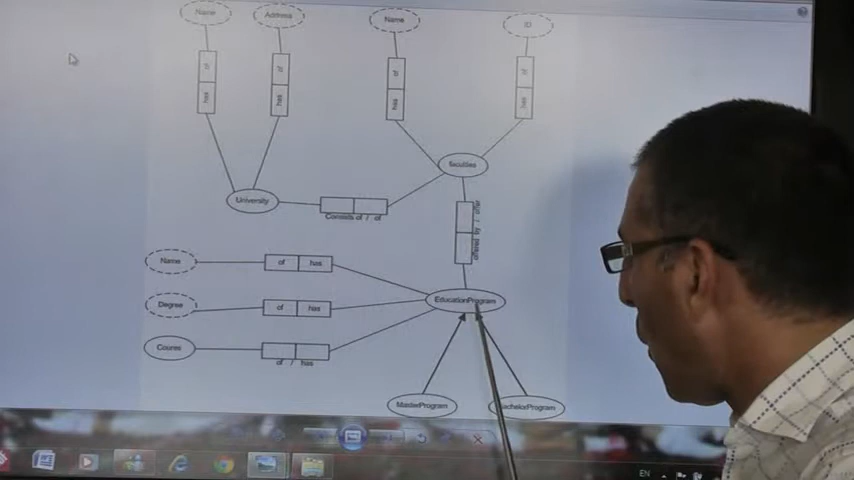 Name
Address
Name
ID
of
has
of
has
of
has
of
has
faculties
University
Consists of / of
offered by / offer
Name
of
has
EducationProgram
Degree
1
of
has
Course
of / has
MasterProgram
BachelorProgram
EN